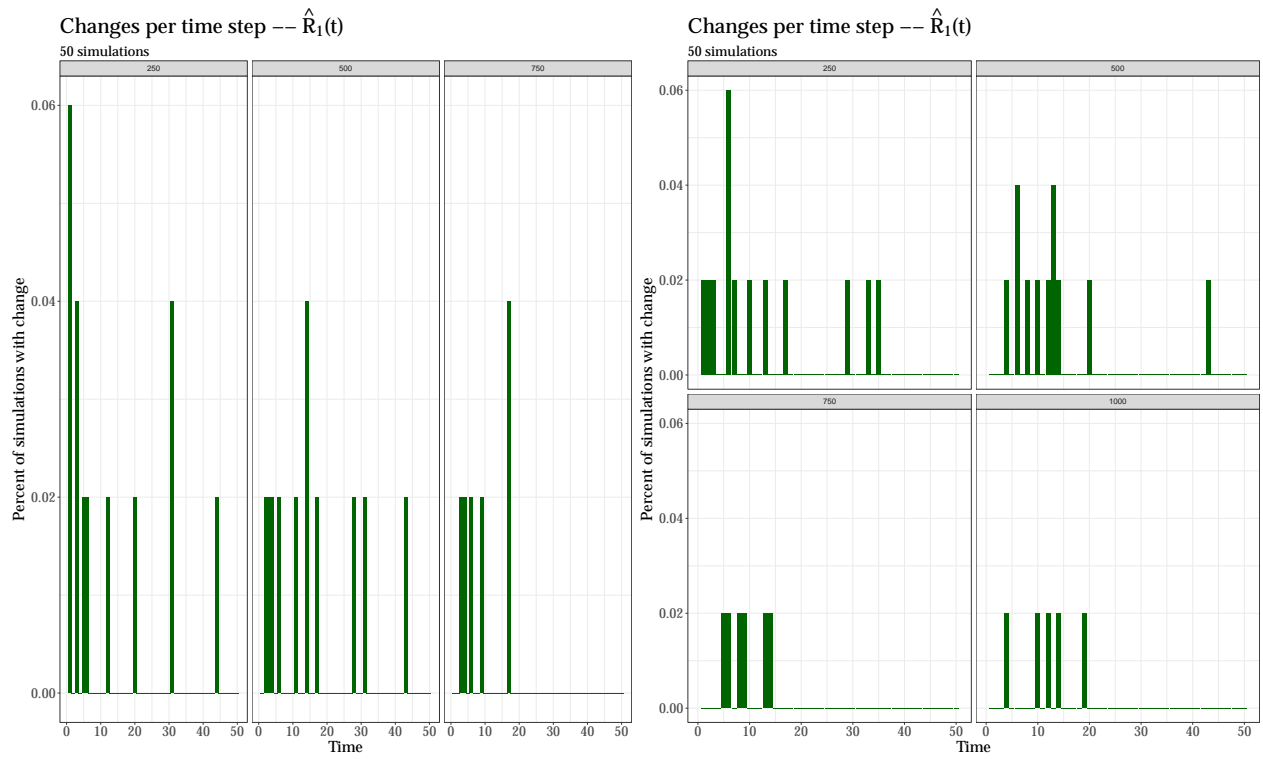 Changes per time step −− R̂₁(t)
50 simulations
250 500 750
Percent of simulations with change
0.06
0.04
0.02
0.00
0 10 20 30 40 50 0 10 20 30 40 50 0 10 20 30 40 50
Time
Changes per time step −− R̂₁(t)
50 simulations
250 500
Percent of simulations with change
0.06
0.04
0.02
0.00
750 1000
0.06
0.04
0.02
0.00
0 10 20 30 40 50 0 10 20 30 40 50
Time